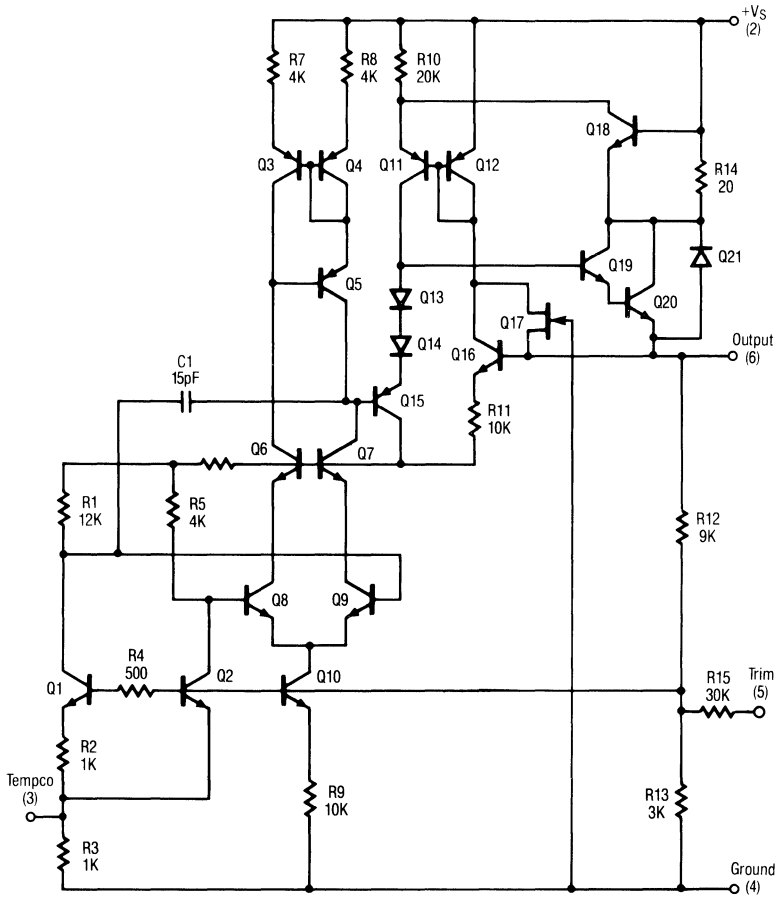 +VS
(2)
R7
4K
R8
4K
R10
20K
Q18
Q3
Q4
Q11
Q12
R14
20
Q5
Q13
Q19
Q21
Q14
Q17
Q20
Q16
Output
(6)
C1
15pF
Q15
R11
10K
Q6
Q7
R1
12K
R5
4K
R12
9K
Q8
Q9
R4
500
Q1
Q2
Q10
R15
30K
Trim
(5)
R2
1K
Tempco
(3)
R9
10K
R13
3K
R3
1K
Ground
(4)